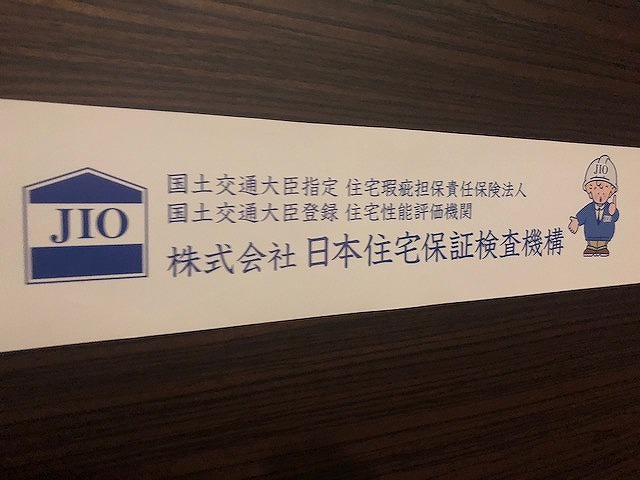 JIO
国土交通大臣指定 住宅瑕疵担保責任保険法人
国土交通大臣登録 住宅性能評価機関
株式会社 日本住宅保証検査機構
JIO